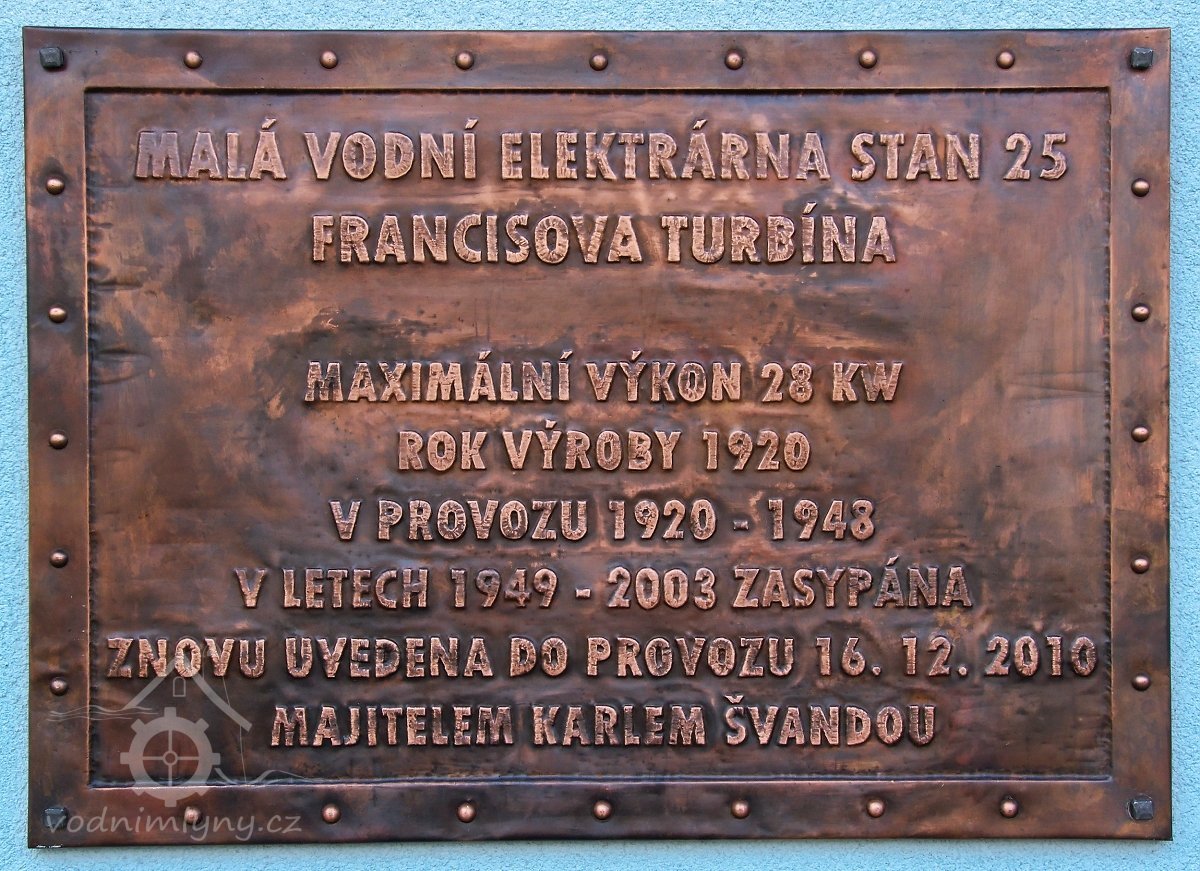 MALÁ VODNÍ ELEKTRÁRNA STAN 25
FRANCISOVA TURBÍNA
MAXIMÁLNÍ VÝKON 28 KW
ROK VÝROBY 1920
V PROVOZU 1920 - 1948
V LETECH 1949 - 2003 ZASYPÁNA
ZNOVU UVEDENA DO PROVOZU 16. 12. 2010
MAJITELEM KARLEM ŠVANDOU
vodnimlyny.cz